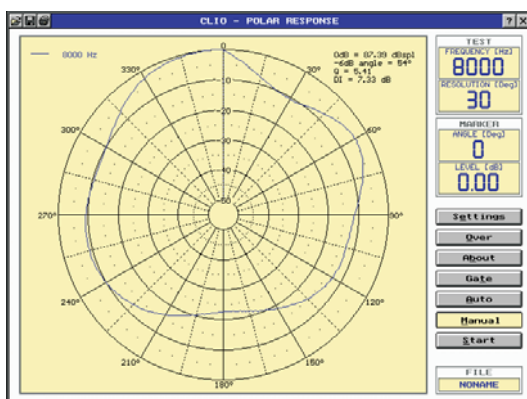 CLIO - POLAR RESPONSE
8000 Hz
0dB = 87.39 dBspl
-6dB angle = 54°
Q = 5.41
DI = 7.33 dB
0
-10
-20
-30
-40
-50
330°
300°
270°
240°
210°
180°
150°
120°
90°
60°
TEST
FREQUENCY [Hz]
8000
RESOLUTION [Deg]
30
MARKER
ANGLE [Deg]
0
LEVEL [dB]
0.00
Settings
Over
About
Gate
Auto
Manual
Start
FILE
NONAME